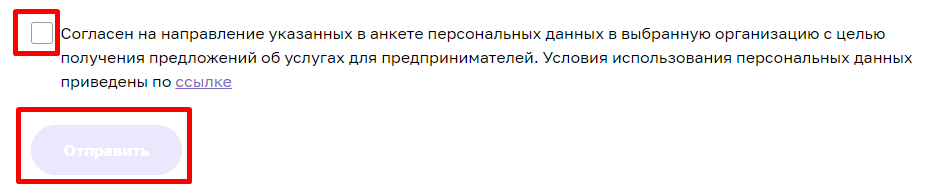 Согласен на направление указанных в анкете персональных данных в выбранную организацию с целью
получения предложений об услугах для предпринимателей. Условия использования персональных данных
приведены по ссылке
Отправить